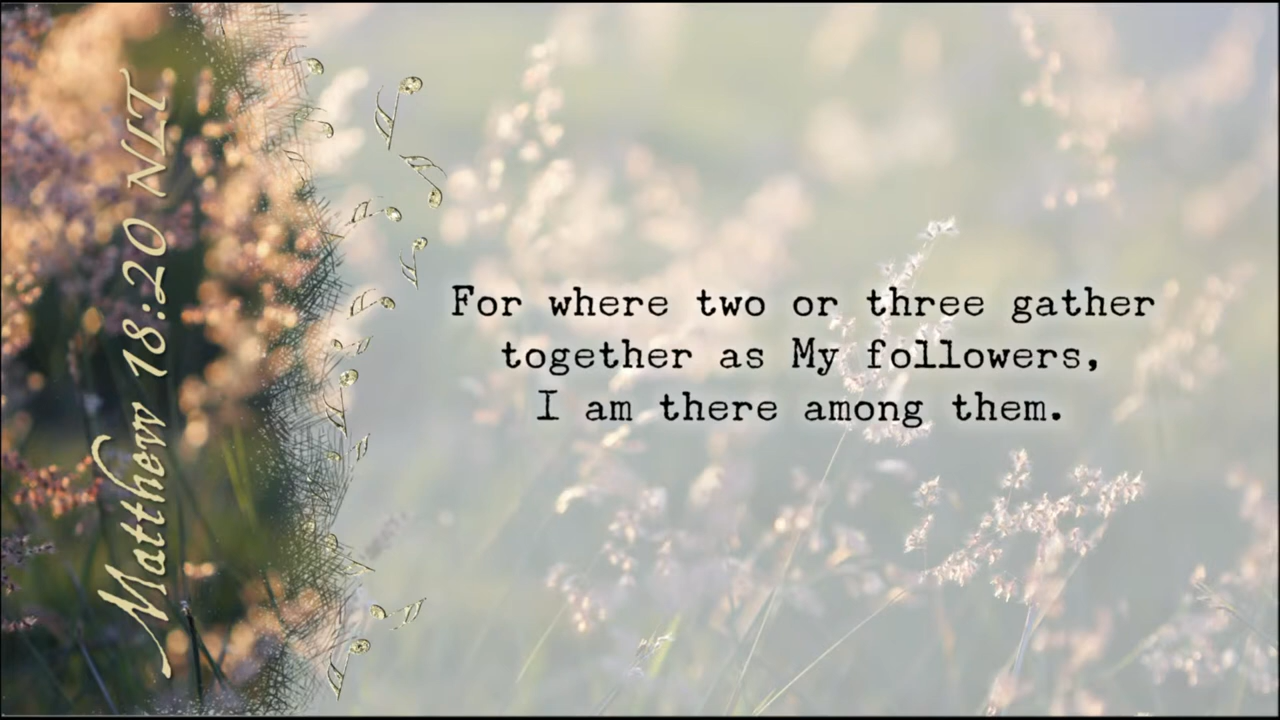 Matthew 18:20 NLT
For where two or three gather
together as My followers,
I am there among them.